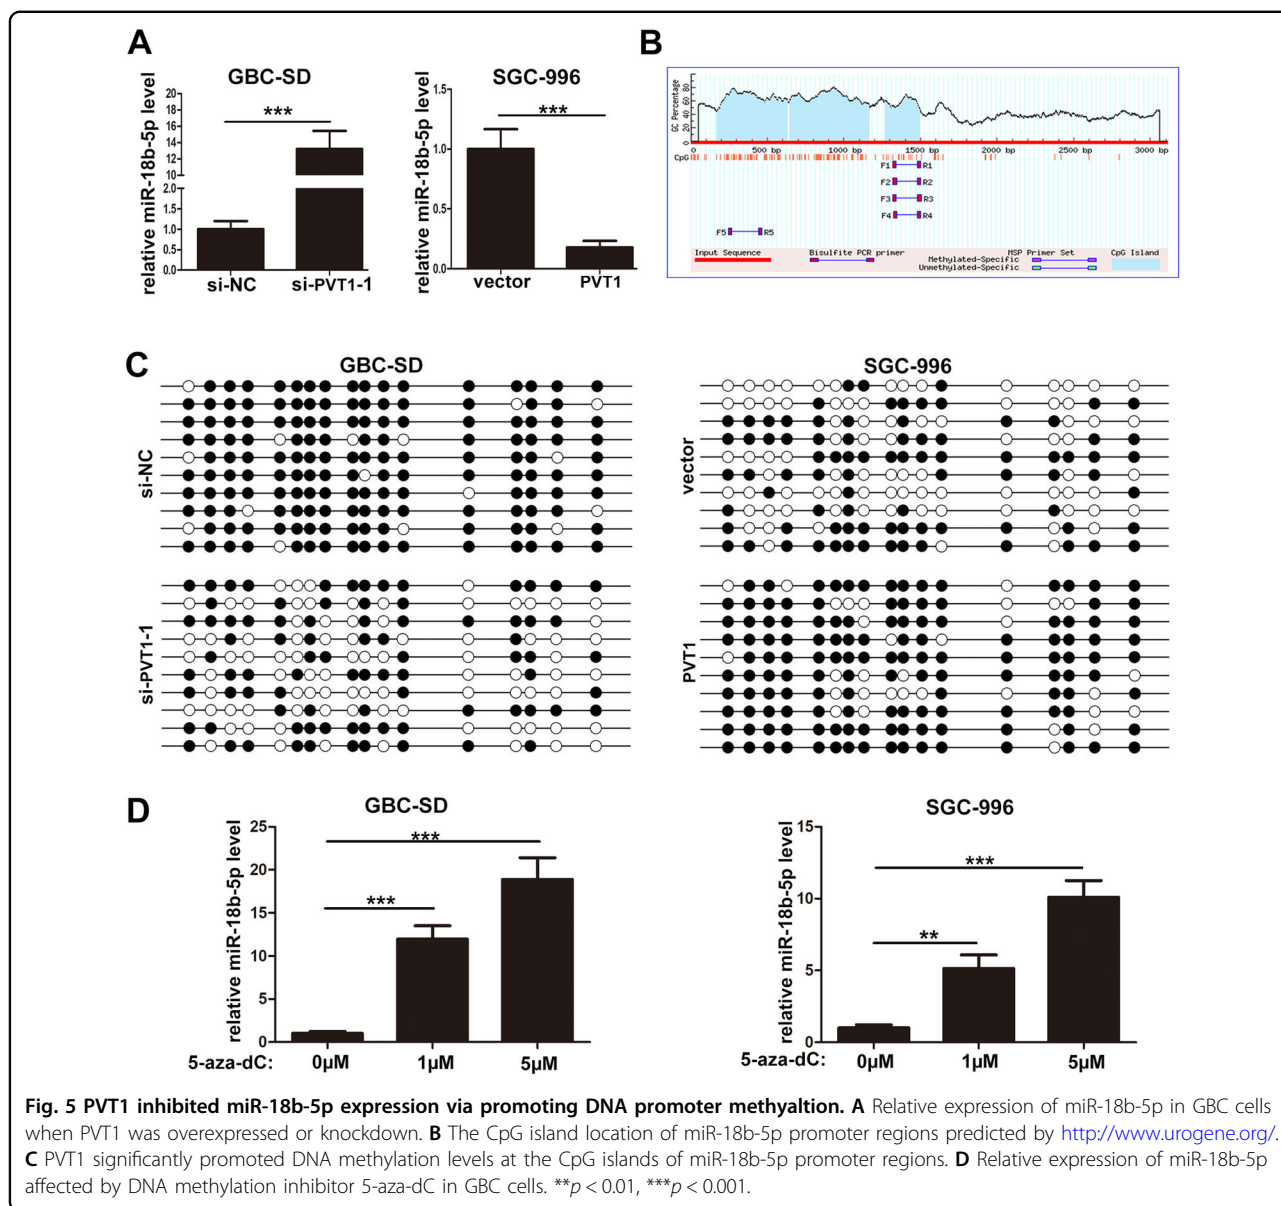 A
GBC-SD
relative miR-18b-5p level
20
18
16
14
12
10
2.0
1.5
1.0
0.5
0.0
***
si-NC
si-PVT1-1
SGC-996
relative miR-18b-5p level
1.5
1.0
0.5
0.0
***
vector
PVT1
B
GC Percentage
0 20 40 60 80
0
500 bp
1000 bp
1500 bp
2000 bp
2500 bp
3000 bp
CpG
F1 R1
F2 R2
F3 R3
F4 R4
F5 R5
Input Sequence
Bisulfite PCR primer
MSP Primer Set
Methylated-Specific
Unmethylated-Specific
CpG Island
C
GBC-SD
si-NC
si-PVT1-1
SGC-996
vector
PVT1
D
GBC-SD
relative miR-18b-5p level
25
20
15
10
5
0
***
***
5-aza-dC: 0μM 1μM 5μM
SGC-996
relative miR-18b-5p level
15
10
5
0
***
**
5-aza-dC: 0μM 1μM 5μM
Fig. 5 PVT1 inhibited miR-18b-5p expression via promoting DNA promoter methyaltion. A Relative expression of miR-18b-5p in GBC cells
when PVT1 was overexpressed or knockdown. B The CpG island location of miR-18b-5p promoter regions predicted by http://www.urogene.org/.
C PVT1 significantly promoted DNA methylation levels at the CpG islands of miR-18b-5p promoter regions. D Relative expression of miR-18b-5p
affected by DNA methylation inhibitor 5-aza-dC in GBC cells. **p < 0.01, ***p < 0.001.